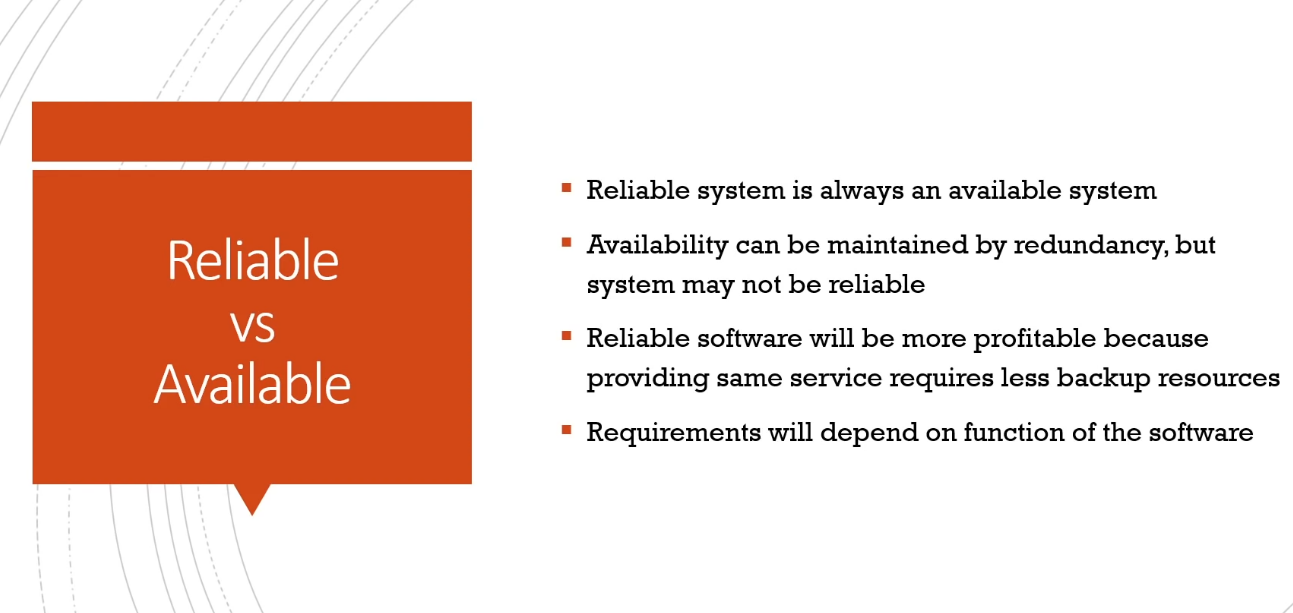 Reliable
vs
Available
Reliable system is always an available system
Availability can be maintained by redundancy, but
system may not be reliable
Reliable software will be more profitable because
providing same service requires less backup resources
Requirements will depend on function of the software